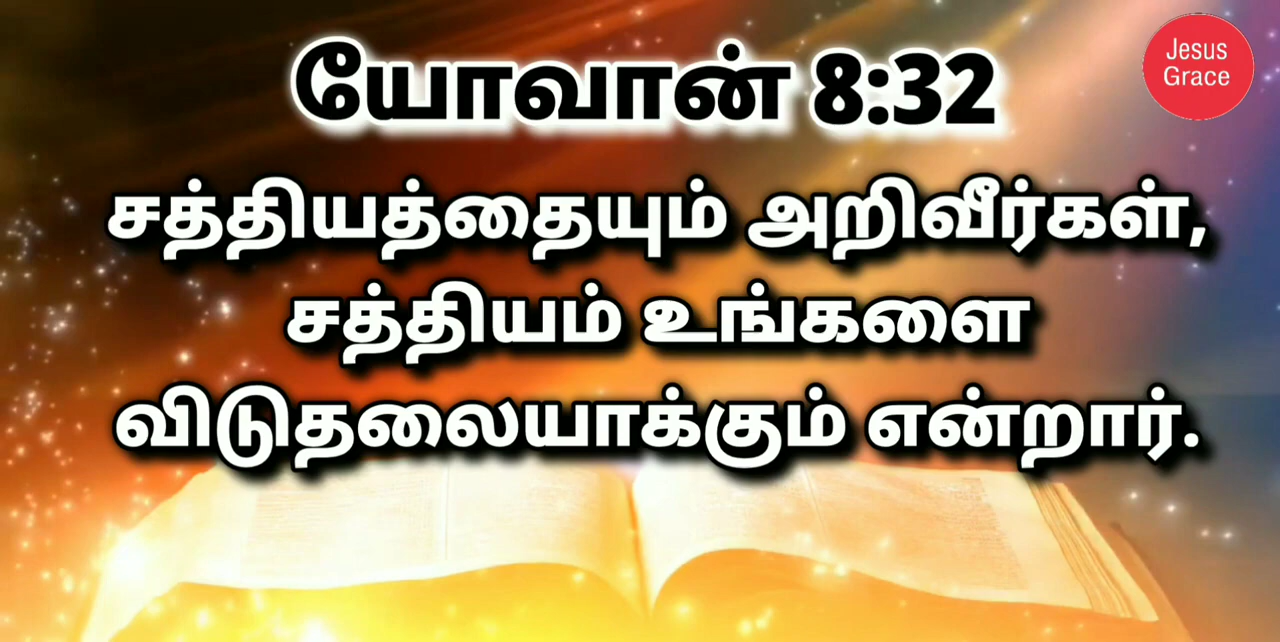 யோவான் 8:32
Jesus
Grace
சத்தியத்தையும் அறிவீர்கள்,
சத்தியம் உங்களை
விடுதலையாக்கும் என்றார்.